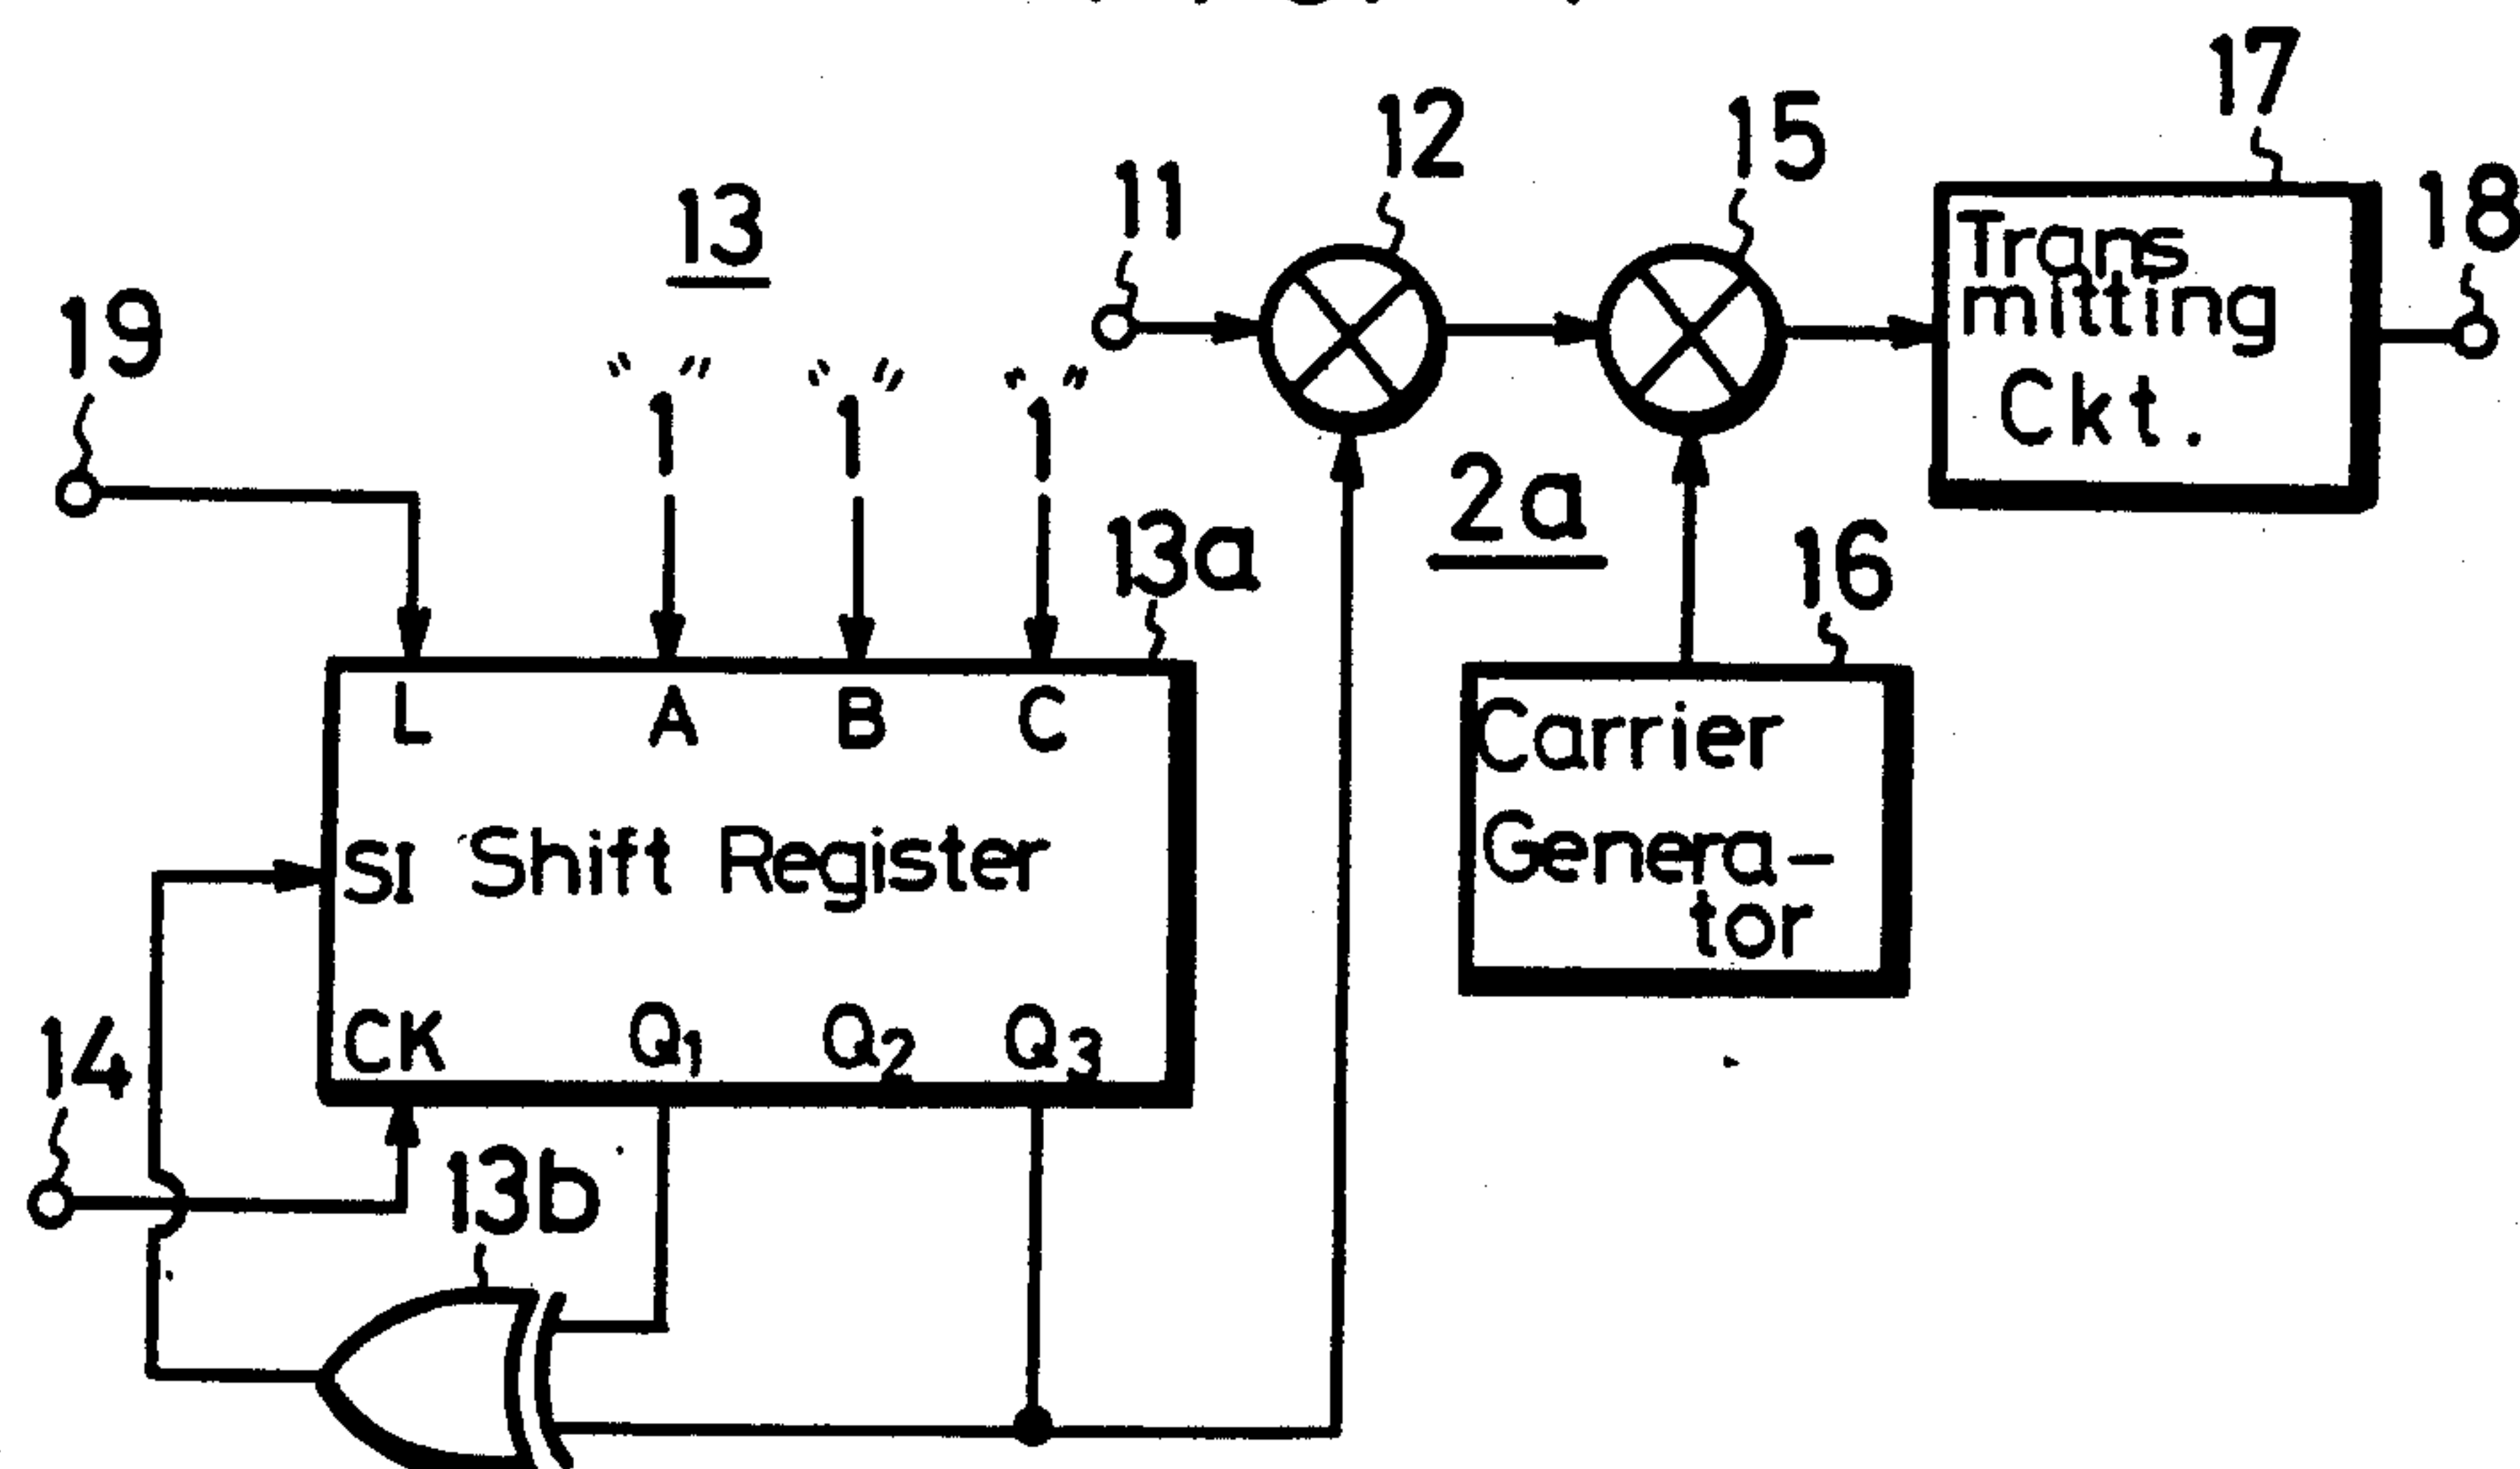 17
12
15
11
18
13
19
Trans
mitting
Ckt.
"1" "1" "1"
2a
13a
16
L A B C
Carrier
Genera-
tor
SI Shift Register
CK Q1 Q2 Q3
14
13b